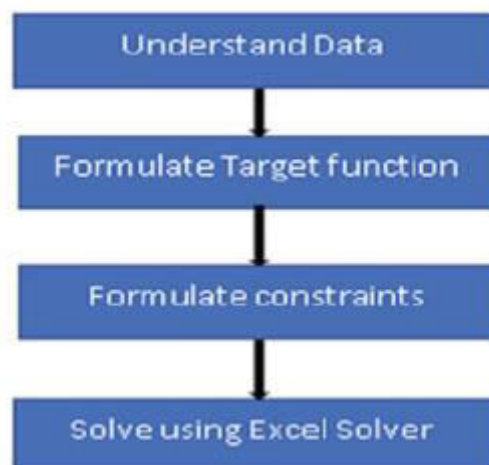 Understand Data
Formulate Target function
Formulate constraints
Solve using Excel Solver